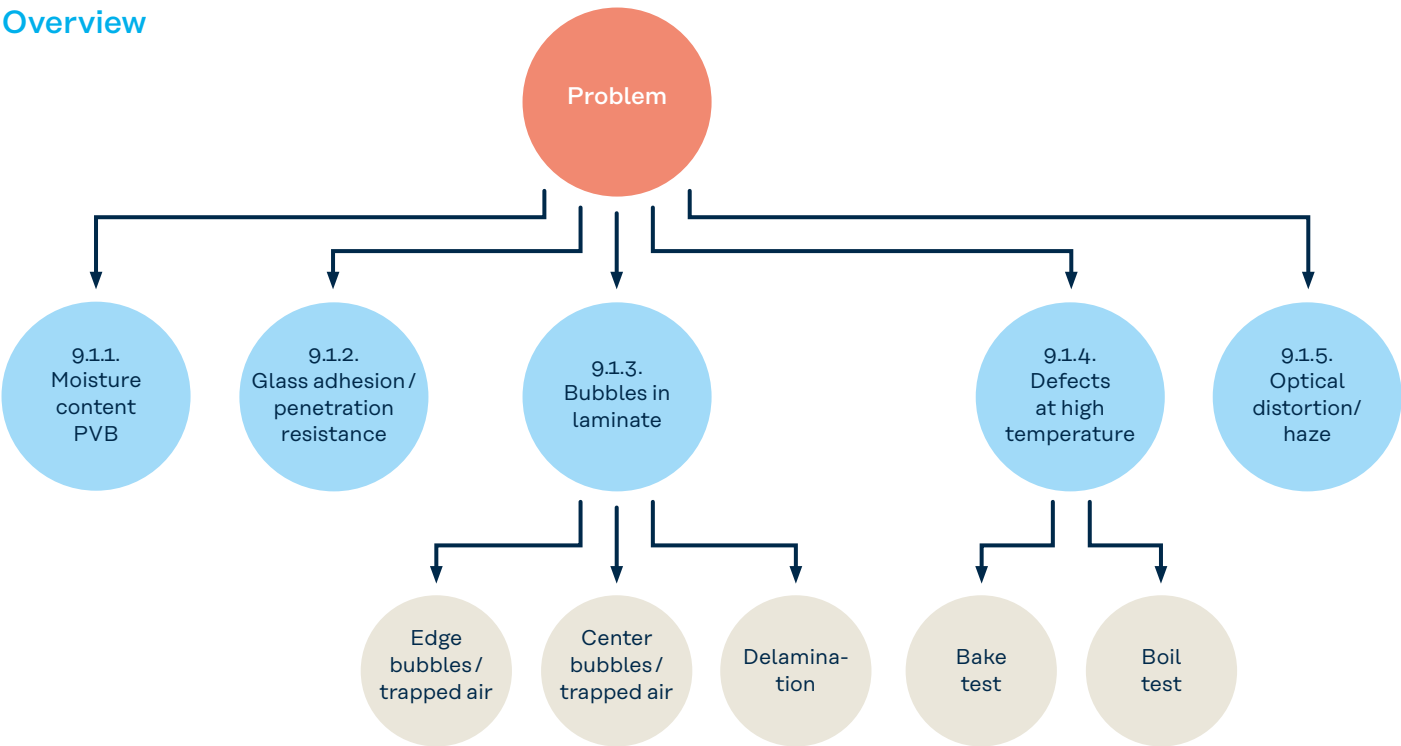 Overview
Problem
9.1.1.
Moisture
content
PVB
9.1.2.
Glass adhesion/
penetration
resistance
9.1.3.
Bubbles in
laminate
9.1.4.
Defects
at high
temperature
9.1.5.
Optical
distortion/
haze
Edge
bubbles/
trapped air
Center
bubbles/
trapped air
Delamina-
tion
Bake
test
Boil
test